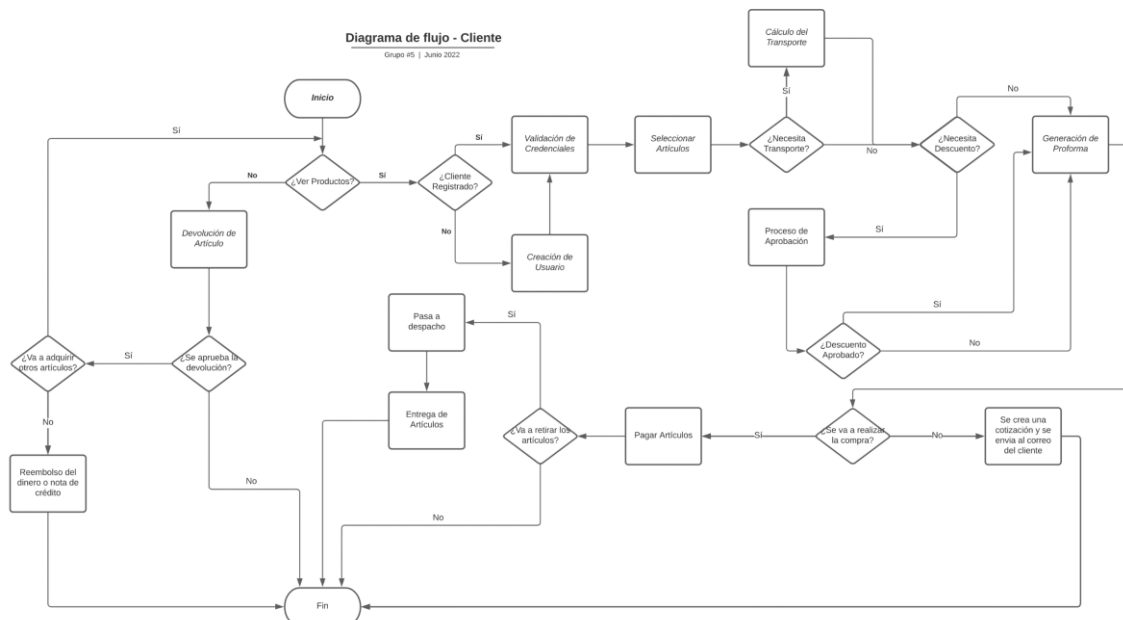 Diagrama de flujo - Cliente
Grupo #5 | Junio 2022
Inicio
Sí
¿Ver Productos?
No
Sí
Devolución de
Artículo
¿Se aprueba la
devolución?
Sí
No
¿Va a adquirir
otros artículos?
No
Reembolso del
dinero o nota de
crédito
¿Cliente
Registrado?
Sí
No
Validación de
Credenciales
Creación de
Usuario
Seleccionar
Artículos
¿Necesita
Transporte?
Sí
No
Cálculo del
Transporte
¿Necesita
Descuento?
No
Sí
Generación de
Proforma
Proceso de
Aprobación
¿Descuento
Aprobado?
Sí
No
¿Se va a realizar
la compra?
Sí
No
Se crea una
cotización y se
envia al correo
del cliente
Pagar Artículos
¿Va a retirar los
artículos?
Sí
No
Pasa a
despacho
Entrega de
Artículos
Fin